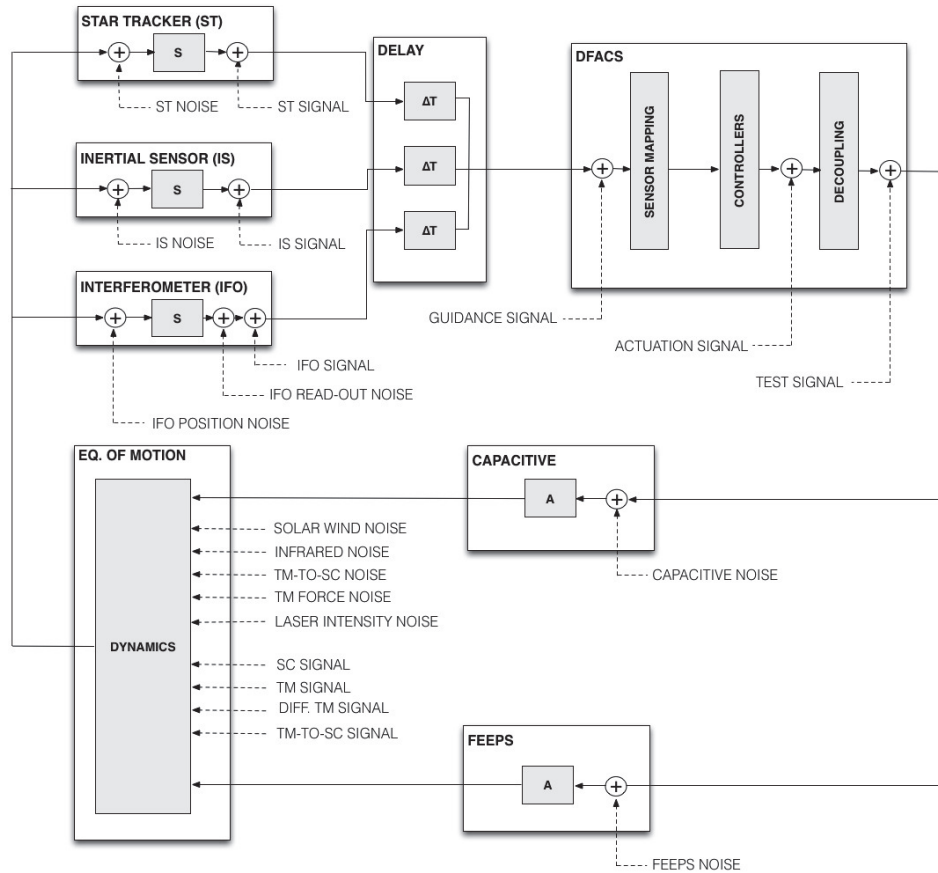 STAR TRACKER (ST)
S
ST NOISE
ST SIGNAL
INERTIAL SENSOR (IS)
S
IS NOISE
IS SIGNAL
INTERFEROMETER (IFO)
S
IFO SIGNAL
IFO READ-OUT NOISE
IFO POSITION NOISE
DELAY
ΔT
ΔT
ΔT
DFACS
SENSOR MAPPING
CONTROLLERS
DECOUPLING
GUIDANCE SIGNAL
ACTUATION SIGNAL
TEST SIGNAL
EQ. OF MOTION
DYNAMICS
SOLAR WIND NOISE
INFRARED NOISE
TM-TO-SC NOISE
TM FORCE NOISE
LASER INTENSITY NOISE
SC SIGNAL
TM SIGNAL
DIFF. TM SIGNAL
TM-TO-SC SIGNAL
CAPACITIVE
A
CAPACITIVE NOISE
FEEPS
A
FEEPS NOISE